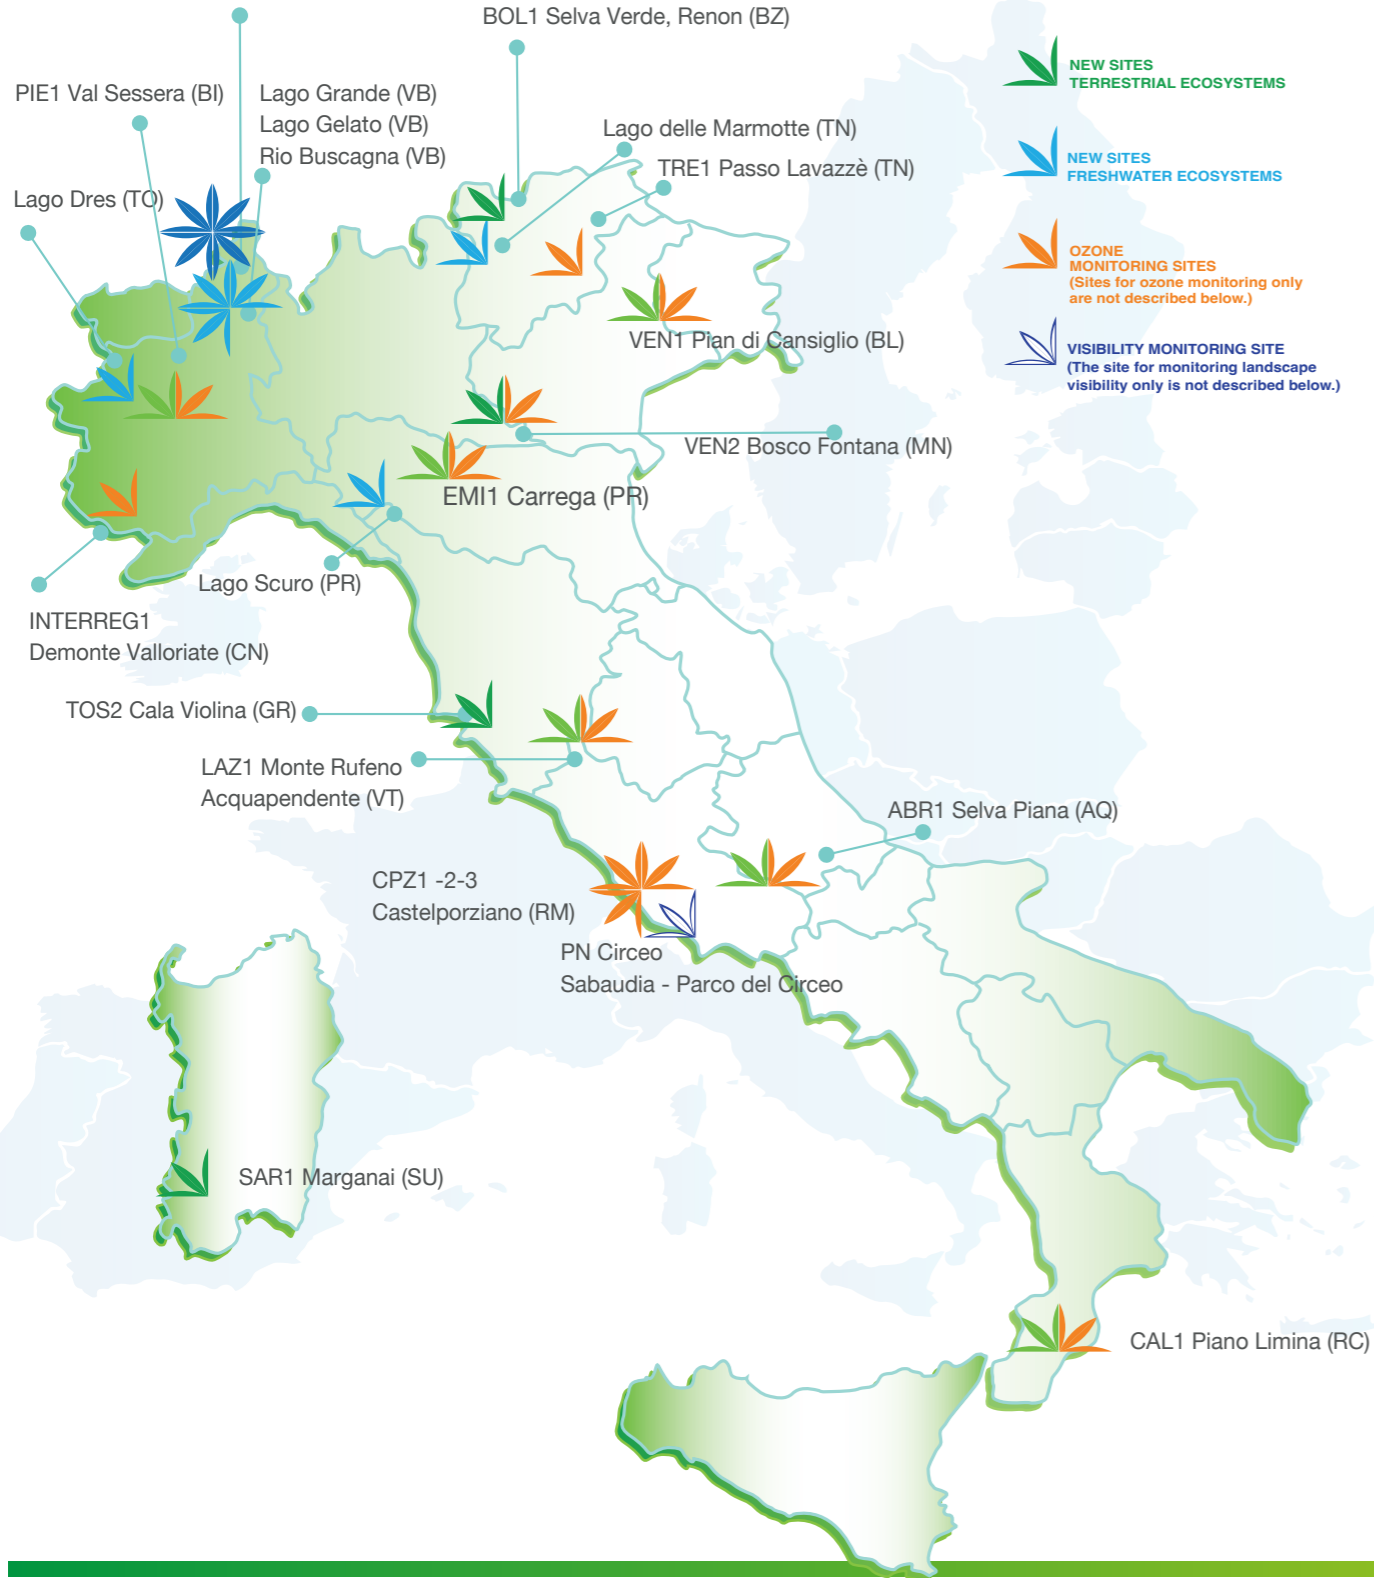 BOL1 Selva Verde, Renon (BZ)
PIE1 Val Sessera (BI)
Lago Grande (VB)
Lago Gelato (VB)
Rio Buscagna (VB)
Lago delle Marmotte (TN)
TRE1 Passo Lavazzè (TN)
Lago Dres (TO)
NEW SITES
TERRESTRIAL ECOSYSTEMS
NEW SITES
FRESHWATER ECOSYSTEMS
OZONE
MONITORING SITES
(Sites for ozone monitoring only
are not described below.)
VISIBILITY MONITORING SITE
(The site for monitoring landscape
visibility only is not described below.)
VEN1 Pian di Cansiglio (BL)
VEN2 Bosco Fontana (MN)
EMI1 Carrega (PR)
Lago Scuro (PR)
INTERREG1
Demonte Valloriate (CN)
TOS2 Cala Violina (GR)
LAZ1 Monte Rufeno
Acquapendente (VT)
ABR1 Selva Piana (AQ)
CPZ1 -2-3
Castelporziano (RM)
PN Circeo
Sabaudia - Parco del Circeo
SAR1 Marganai (SU)
CAL1 Piano Limina (RC)